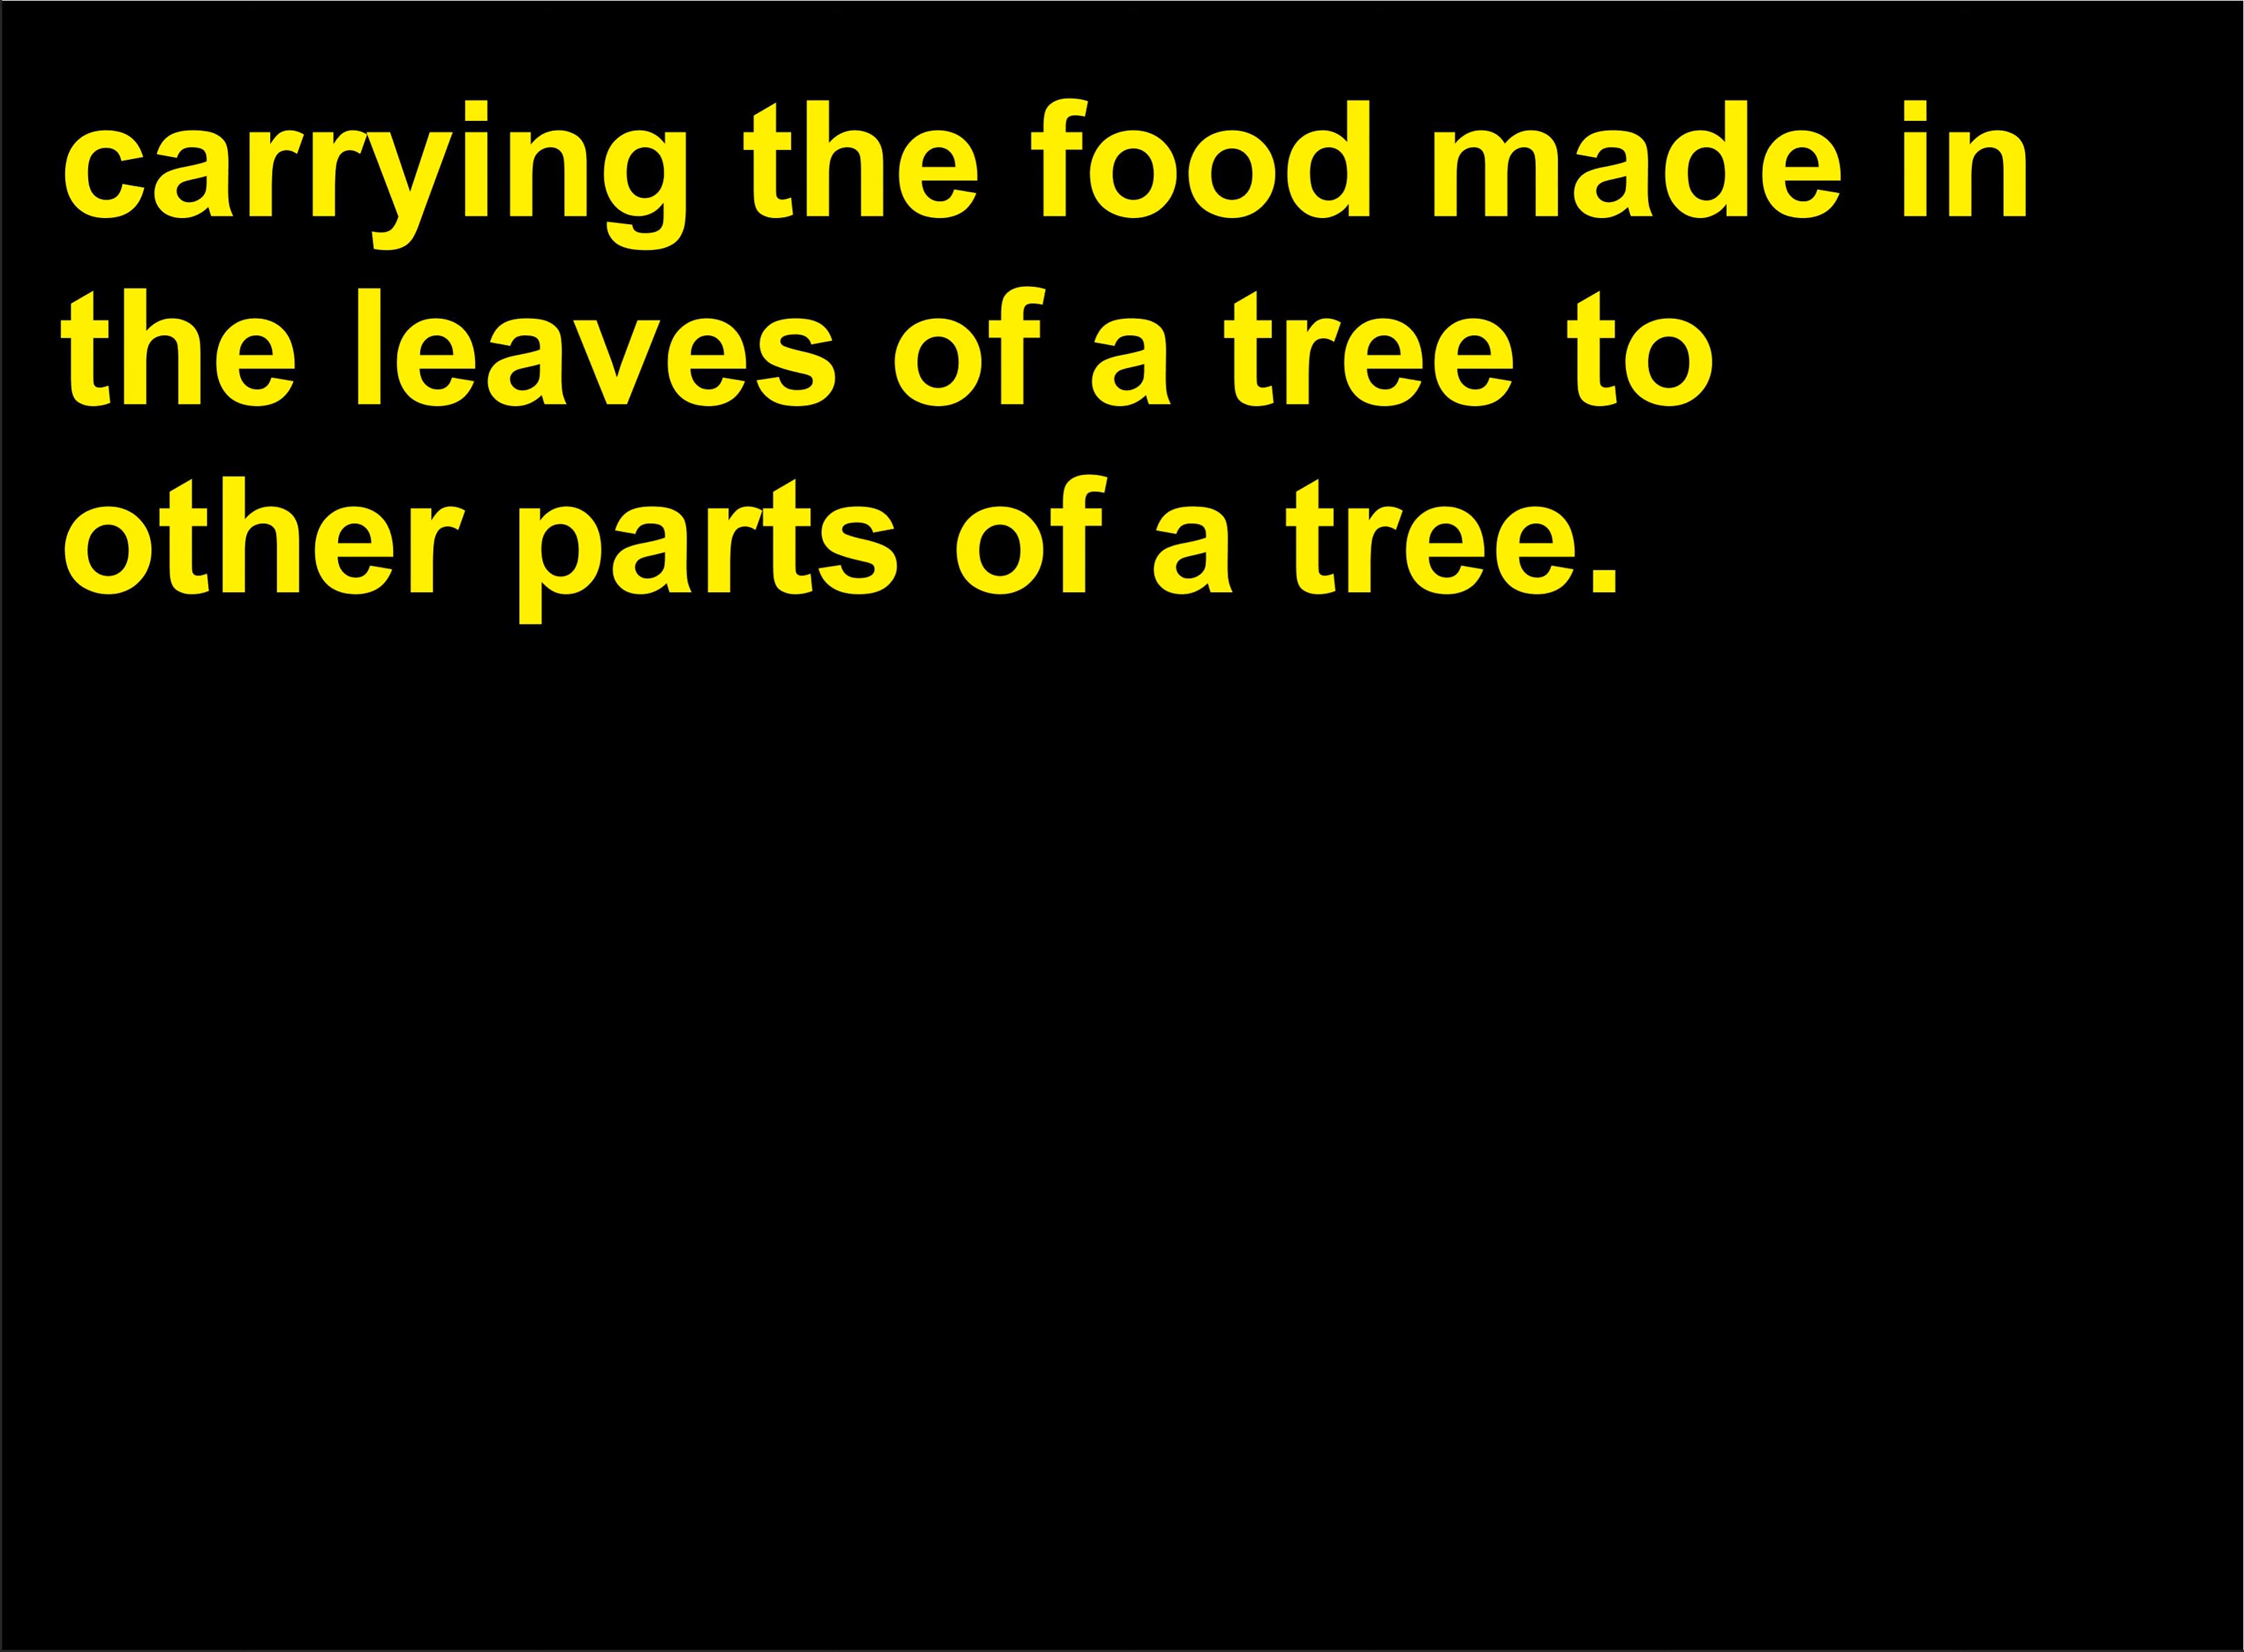 carrying the food made in
the leaves of a tree to
other parts of a tree.